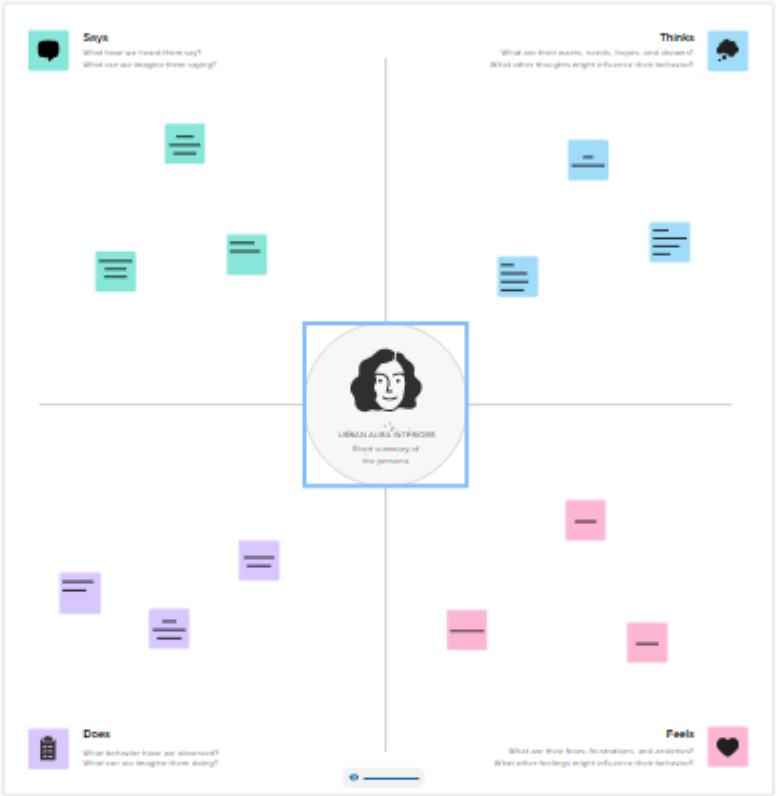 Says
What have we heard them say?
What can we imagine them saying?
Thinks
What are their wants, needs, hopes, and dreams?
What other thoughts might influence their behavior?
URBAN AURA INTERIORS
Short summary of
the persona
Does
What behavior have we observed?
What can we imagine them doing?
Feels
What are their fears, frustrations, and anxieties?
What other feelings might influence their behavior?